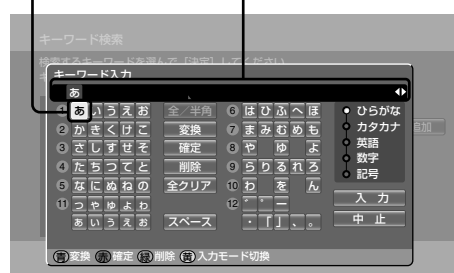 キーワード検索
検索するキーワードを選んで［決定］してください
キーワード入力
あ
1 あ い う え お 全／半角 6 は ひ ふ へ ほ ひらがな
2 か き く け こ 変換 7 ま み む め も カタカナ 追加
3 さ し す せ そ 確定 8 や ゆ よ 英語
4 た ち つ て と 削除 9 ら り る れ ろ 数字
5 な に ぬ ね の 全クリア 10 わ を ん 記号
11 っ ゃ ゅ ょ ゎ 12 ゛ ゜ ー 入 力
ぁ ぃ ぅ ぇ ぉ スペース ・ 「 」 、 。 中 止
青 変換 赤 確定 緑 削除 黄 入力モード切換